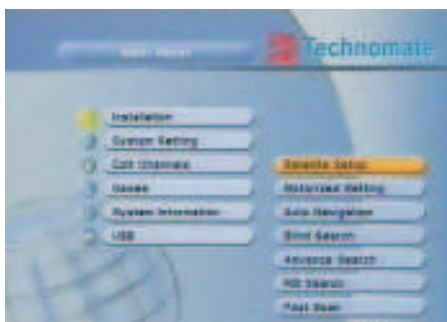 Main Menu
Technomate
Installation
System Setting
Edit Channels
Games
System Information
USB
Satellite Setup
Motorized Setting
Auto Navigation
Blind Search
Advance Search
PID Search
Fast Scan